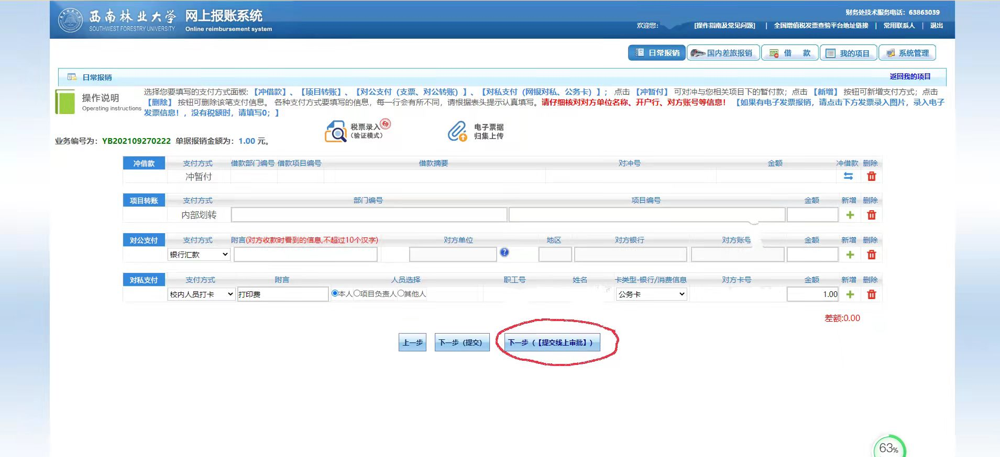 西南林业大学 网上报账系统
SOUTHWEST FORESTRY UNIVERSITY Online reimbursement system
财务处技术服务电话：63863039
欢迎您: [操作指南及常见问题] | 全国增值税发票查验平台地址链接 | 常用联系人 | 退出
日常报销 国内差旅报销 借 款 我的项目 系统管理
日常报销 返回我的项目
操作说明
Operating instructions
选择您要填写的支付方式面板:【冲借款】、【项目转账】、【对公支付（支票、对公转账）】、【对私支付（网银对私、公务卡）】； 点击 【冲暂付】 可对冲与您相关项目下的暂付款；点击 【新增】 按钮可新增支付方式；点击
【删除】 按钮可删除该笔支付信息。 各种支付方式要填写的信息，每一行会有所不同，请根据表头提示认真填写。请仔细核对对方单位名称、开户行、对方账号等信息！ 【如果有电子发票报销，请点击下方发票录入图片，录入电子
发票信息！，没有税额时，请填写0；】
税票录入
(验证模式)
电子票据
归集上传
业务编号为：YB202109270222 单据报销金额为：1.00 元。
冲借款 支付方式 借款部门编号 借款项目编号 借款摘要 对冲号 金额 冲借款 删除
冲暂付
项目转账 支付方式 部门编号 项目编号 金额 新增 删除
内部划转
对公支付 支付方式 附言(对方收款时看到的信息,不超过10个汉字) 对方单位 地区 对方银行 对方账号 金额 新增 删除
银行汇款
对私支付 支付方式 附言 人员选择 职工号 姓名 卡类型-银行/消费信息 对方卡号 金额 新增 删除
校内人员打卡 打印费 本人 项目负责人 其他人 公务卡 1.00
差额:0.00
上一步 下一步（提交） 下一步（【提交线上审批】）
63%